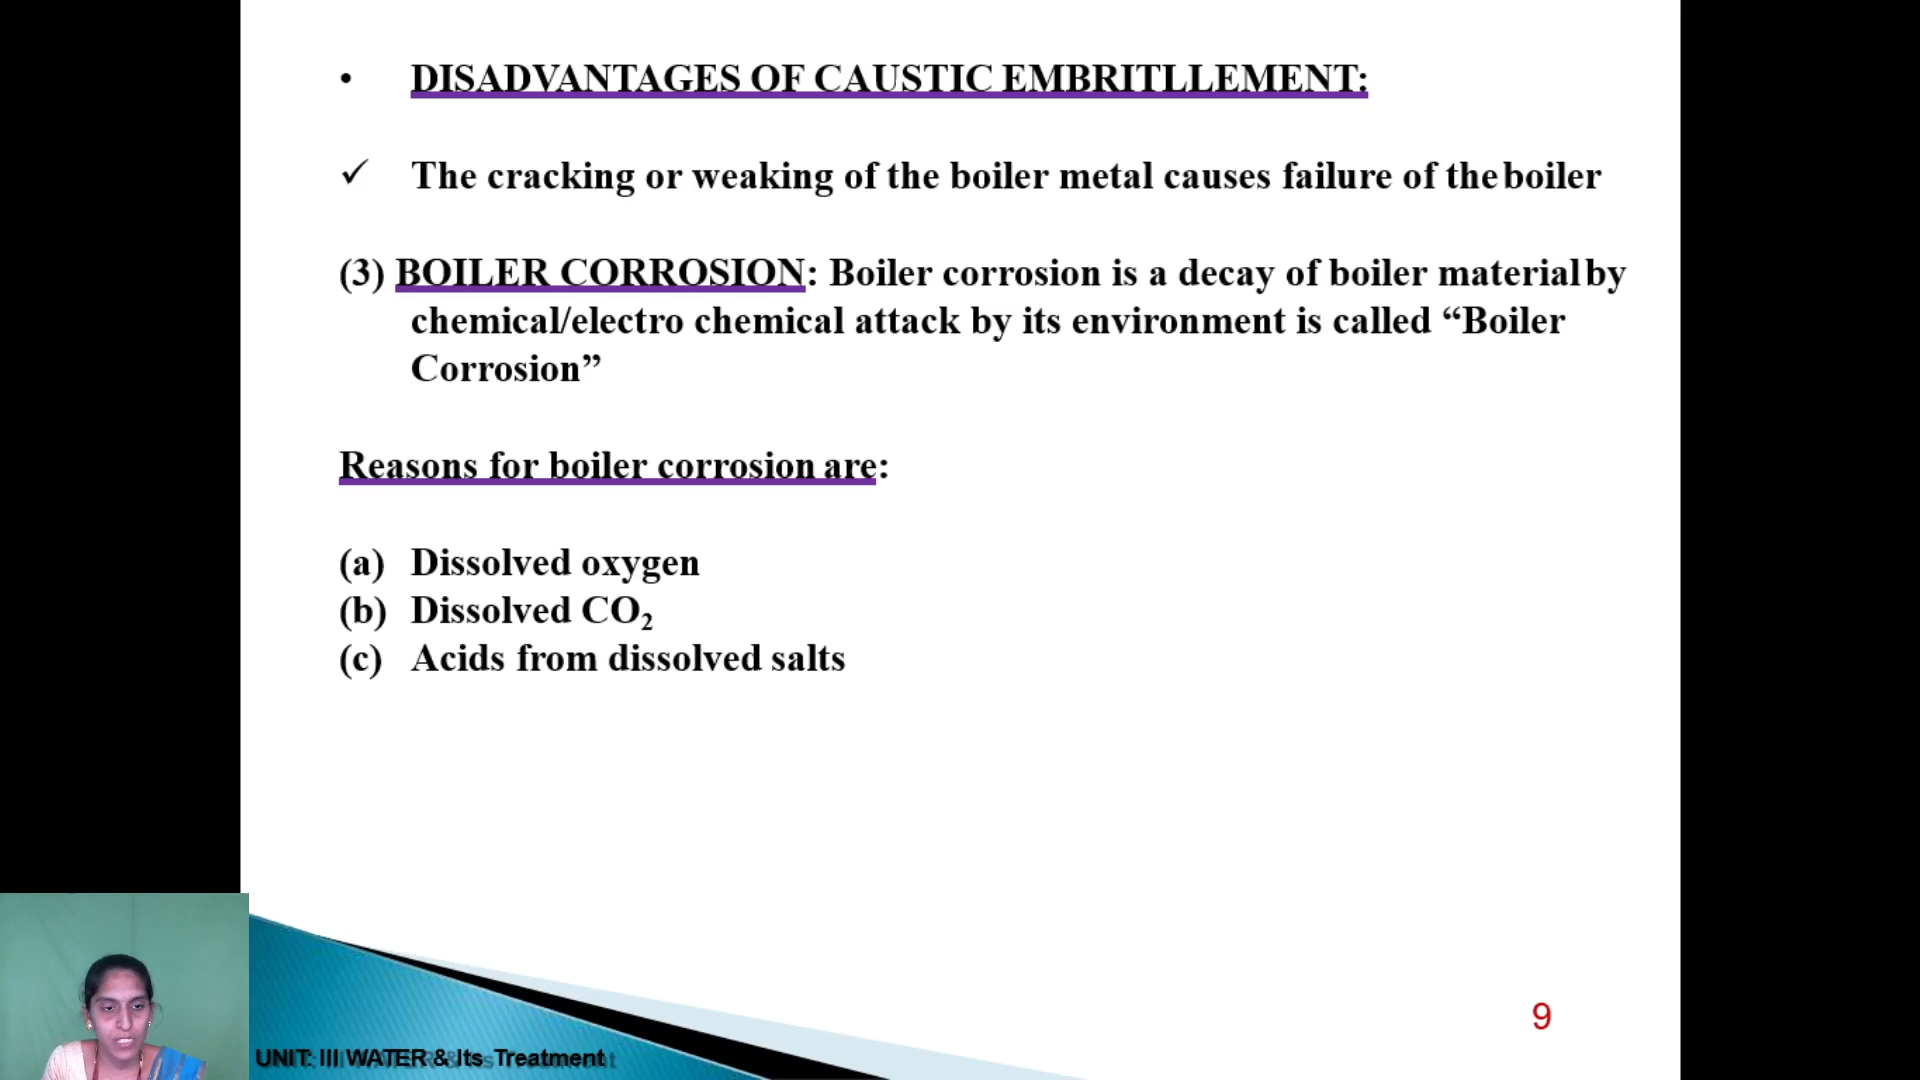 • DISADVANTAGES OF CAUSTIC EMBRITLLEMENT:
✓ The cracking or weaking of the boiler metal causes failure of the boiler
(3) BOILER CORROSION: Boiler corrosion is a decay of boiler material by
chemical/electro chemical attack by its environment is called “Boiler
Corrosion”
Reasons for boiler corrosion are:
(a) Dissolved oxygen
(b) Dissolved CO₂
(c) Acids from dissolved salts
9
UNIT: III WATER & Its Treatment